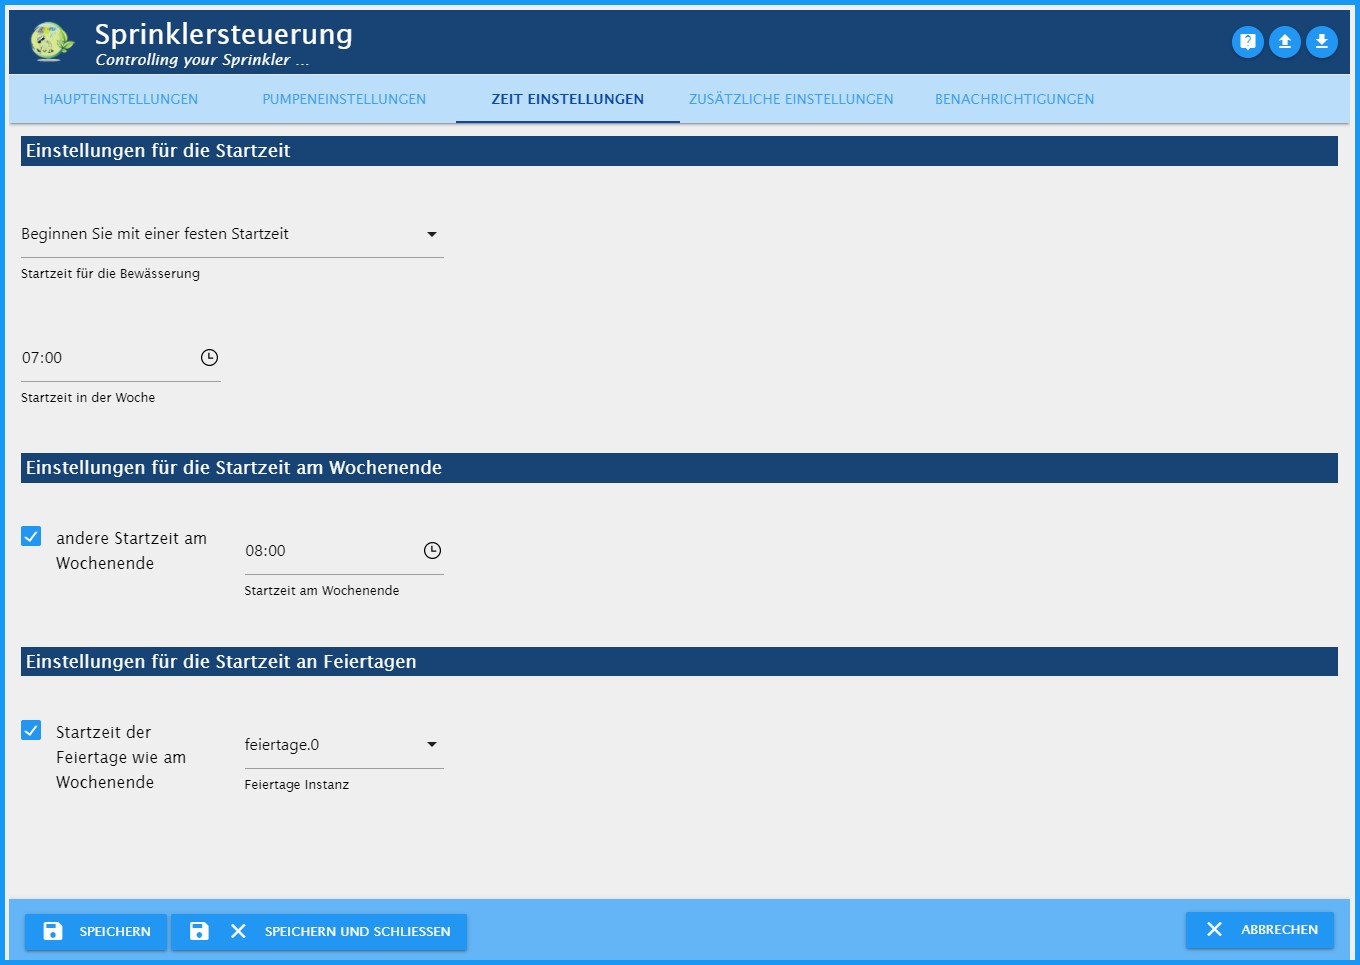 Sprinklersteuerung
Controlling your Sprinkler ...
HAUPTEINSTELLUNGEN
PUMPENEINSTELLUNGEN
ZEIT EINSTELLUNGEN
ZUSÄTZLICHE EINSTELLUNGEN
BENACHRICHTIGUNGEN
Einstellungen für die Startzeit
Beginnen Sie mit einer festen Startzeit
Startzeit für die Bewässerung
07:00
Startzeit in der Woche
Einstellungen für die Startzeit am Wochenende
andere Startzeit am
Wochenende
08:00
Startzeit am Wochenende
Einstellungen für die Startzeit an Feiertagen
Startzeit der
Feiertage wie am
Wochenende
feiertage.0
Feiertage Instanz
SPEICHERN
SPEICHERN UND SCHLIESSEN
ABBRECHEN